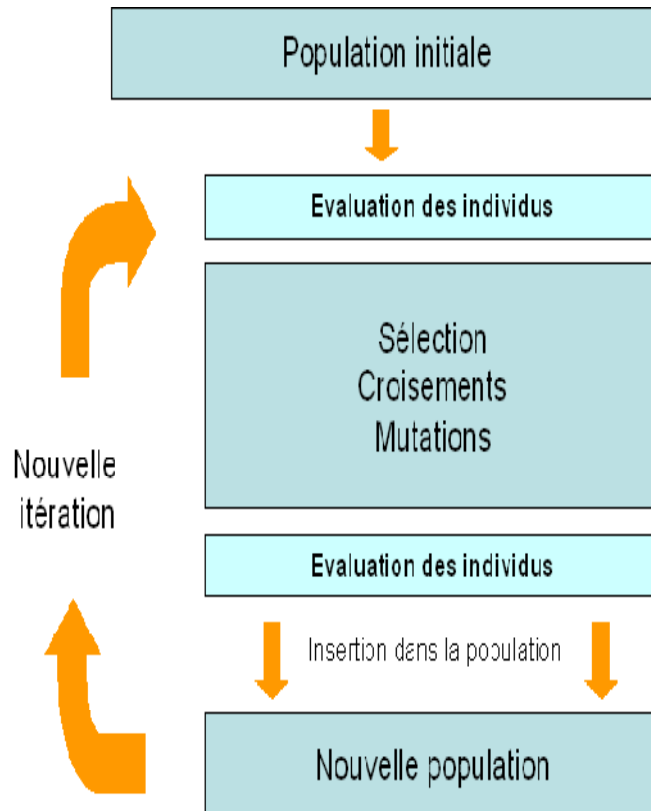 Population initiale
Evaluation des individus
Sélection
Croisements
Mutations
Nouvelle
itération
Evaluation des individus
Insertion dans la population
Nouvelle population